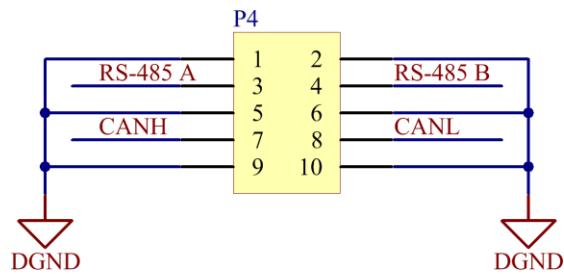 P4
1 2
RS-485 A 3 4 RS-485 B
5 6
CANH 7 8 CANL
9 10
DGND DGND